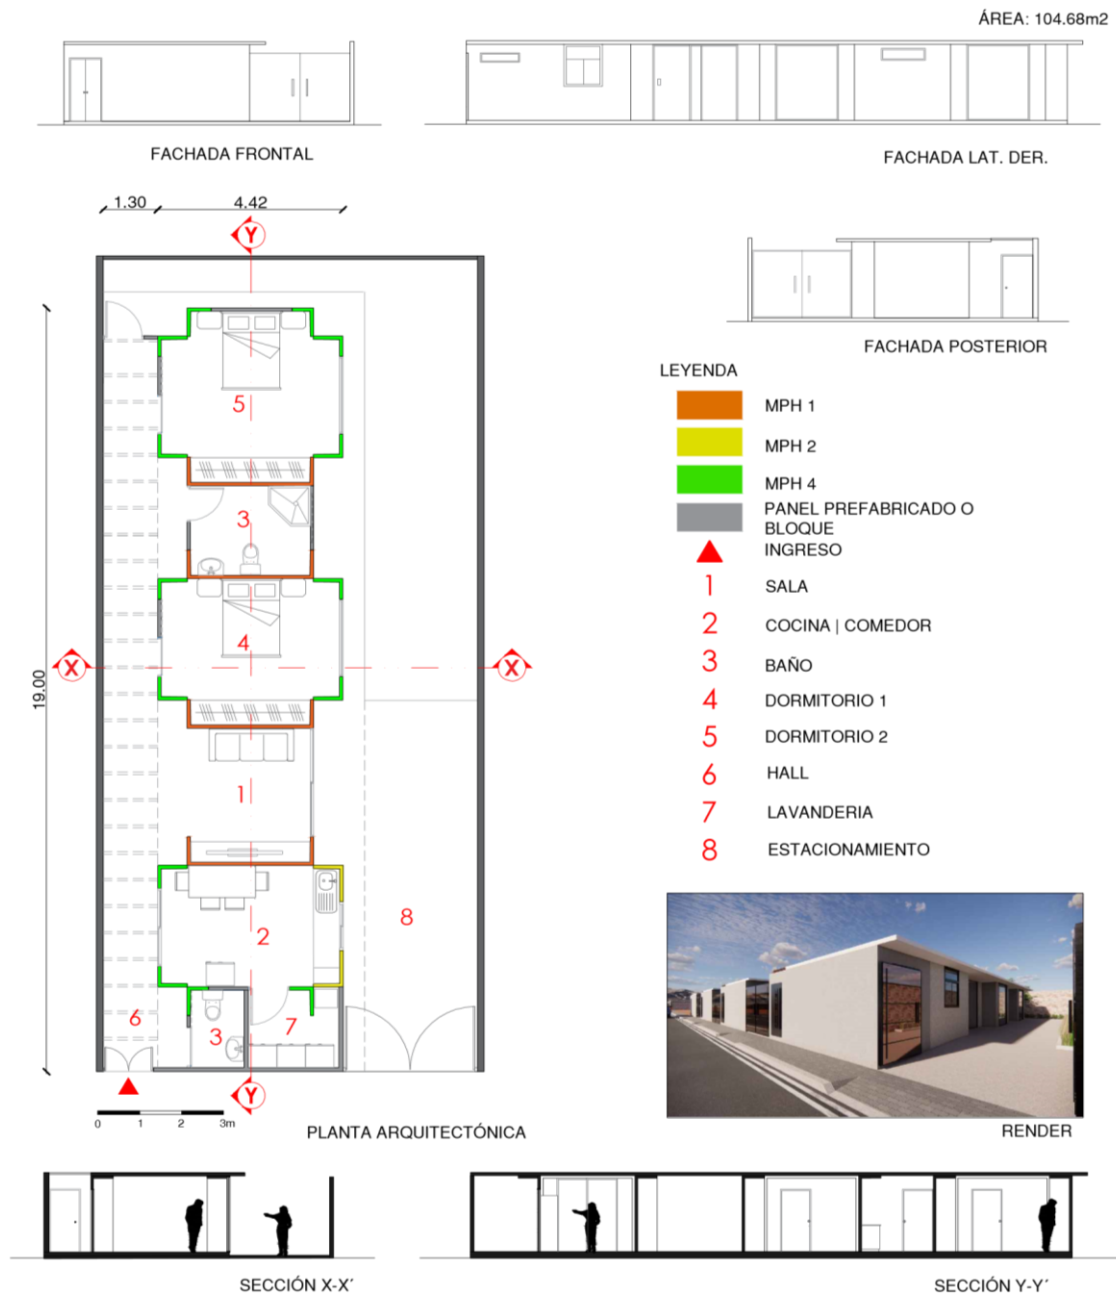 ÁREA: 104.68m2
FACHADA FRONTAL
FACHADA LAT. DER.
1.30
4.42
Y
FACHADA POSTERIOR
LEYENDA
MPH 1
MPH 2
MPH 4
PANEL PREFABRICADO O
BLOQUE
INGRESO
1 SALA
2 COCINA | COMEDOR
3 BAÑO
4 DORMITORIO 1
5 DORMITORIO 2
6 HALL
7 LAVANDERIA
8 ESTACIONAMIENTO
5
3
4
X
X
19.00
1
8
2
6
3
7
Y
0 1 2 3m
PLANTA ARQUITECTÓNICA
RENDER
SECCIÓN X-X´
SECCIÓN Y-Y´